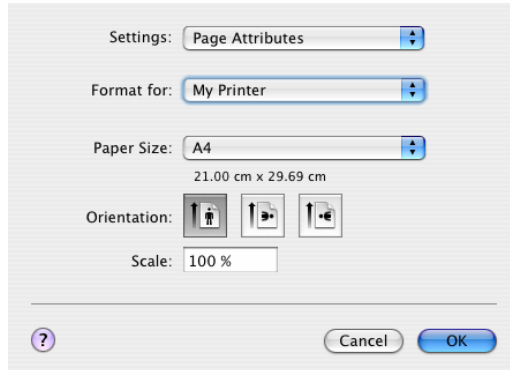 Settings: Page Attributes
Format for: My Printer
Paper Size: A4
21.00 cm x 29.69 cm
Orientation:
Scale: 100 %
? Cancel OK